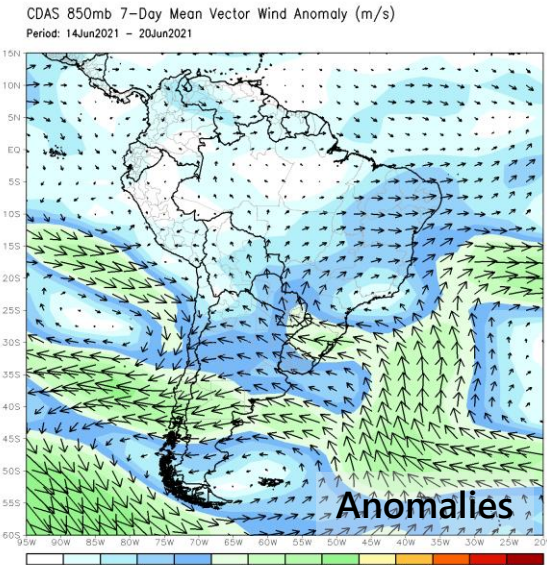 CDAS 850mb 7-Day Mean Vector Wind Anomaly (m/s)
Period: 14Jun2021 - 20Jun2021
15N
10N
5N
EQ
5S
10S
15S
20S
25S
30S
35S
40S
45S
50S
55S
60S
Anomalies
95W 90W 85W 80W 75W 70W 65W 60W 55W 50W 45W 40W 35W 30W 25W 20W